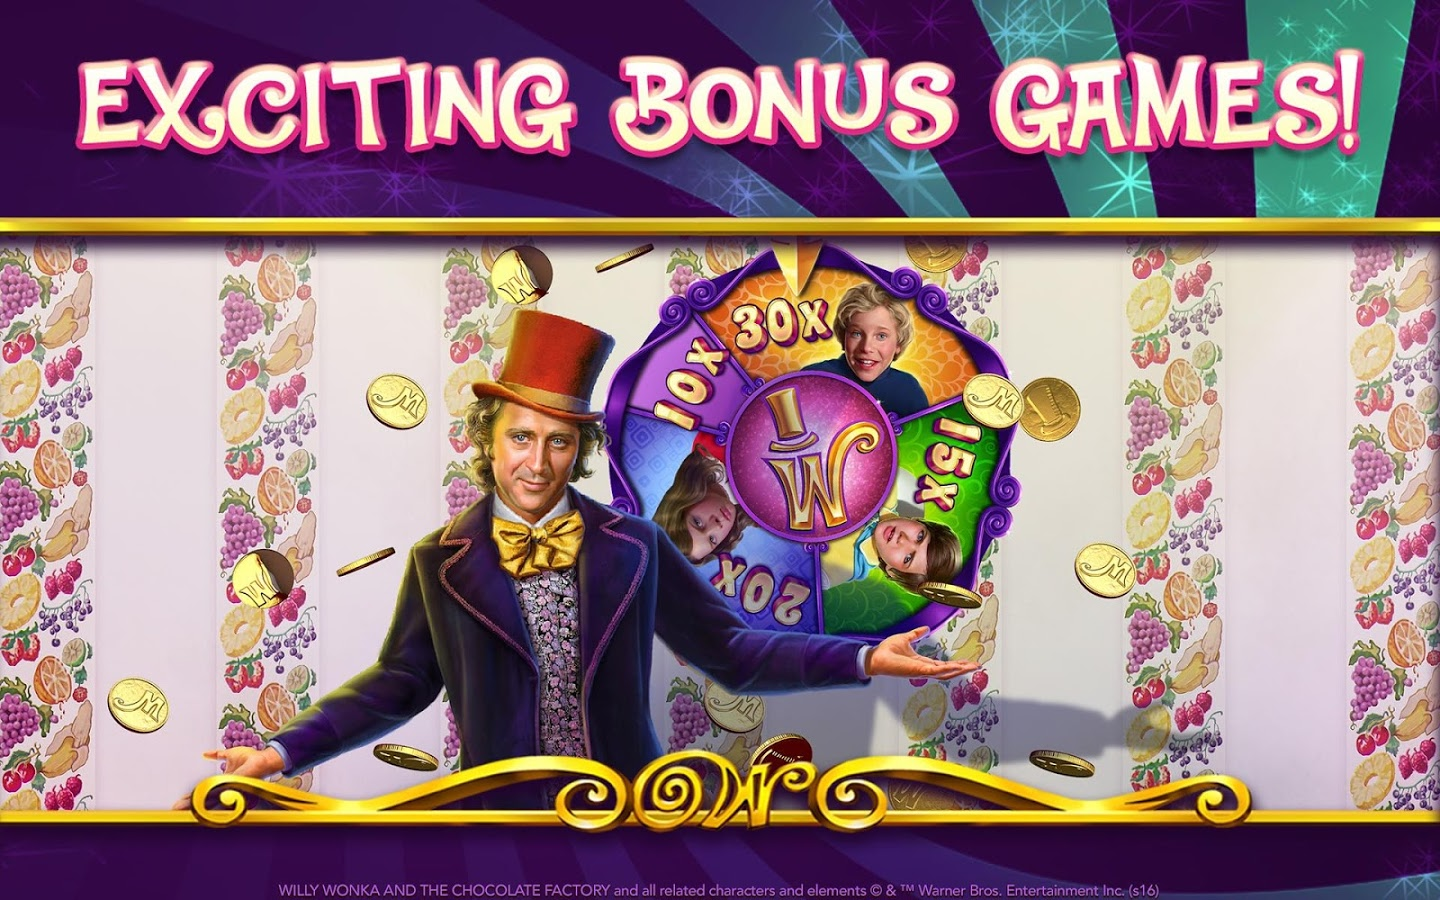 EXCITING BONUS GAMES!
30x
10x
15x
20x
W
W
WILLY WONKA AND THE CHOCOLATE FACTORY and all related characters and elements © & ™ Warner Bros. Entertainment Inc. (s16)